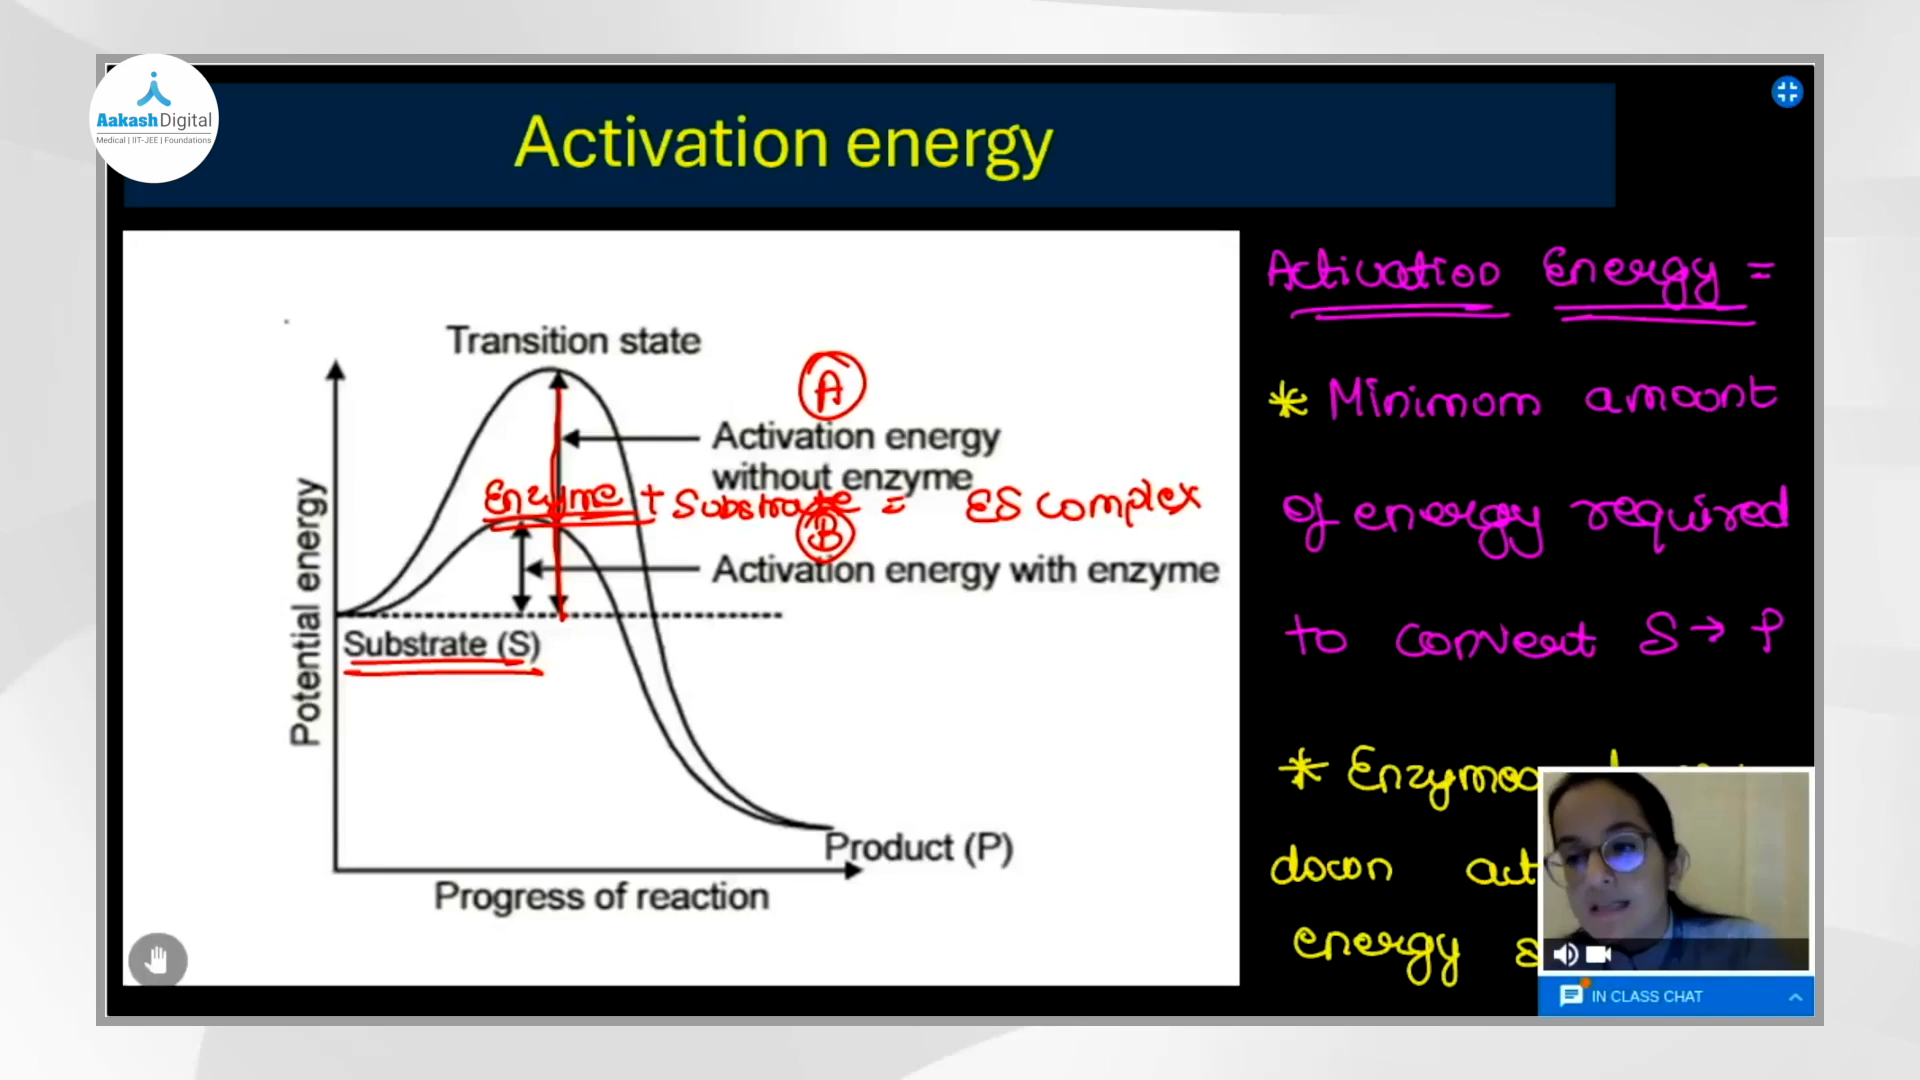 AakashDigital
Medical | IIT-JEE | Foundations
Activation energy
Transition state
A
Activation energy
without enzyme
Enzyme + Substrate = ES complex
B
Activation energy with enzyme
Potential energy
Substrate (S)
Product (P)
Progress of reaction
Activation Energy =
* Minimum amount
of energy required
to convert S → P
* Enzymes
down
energy
IN CLASS CHAT